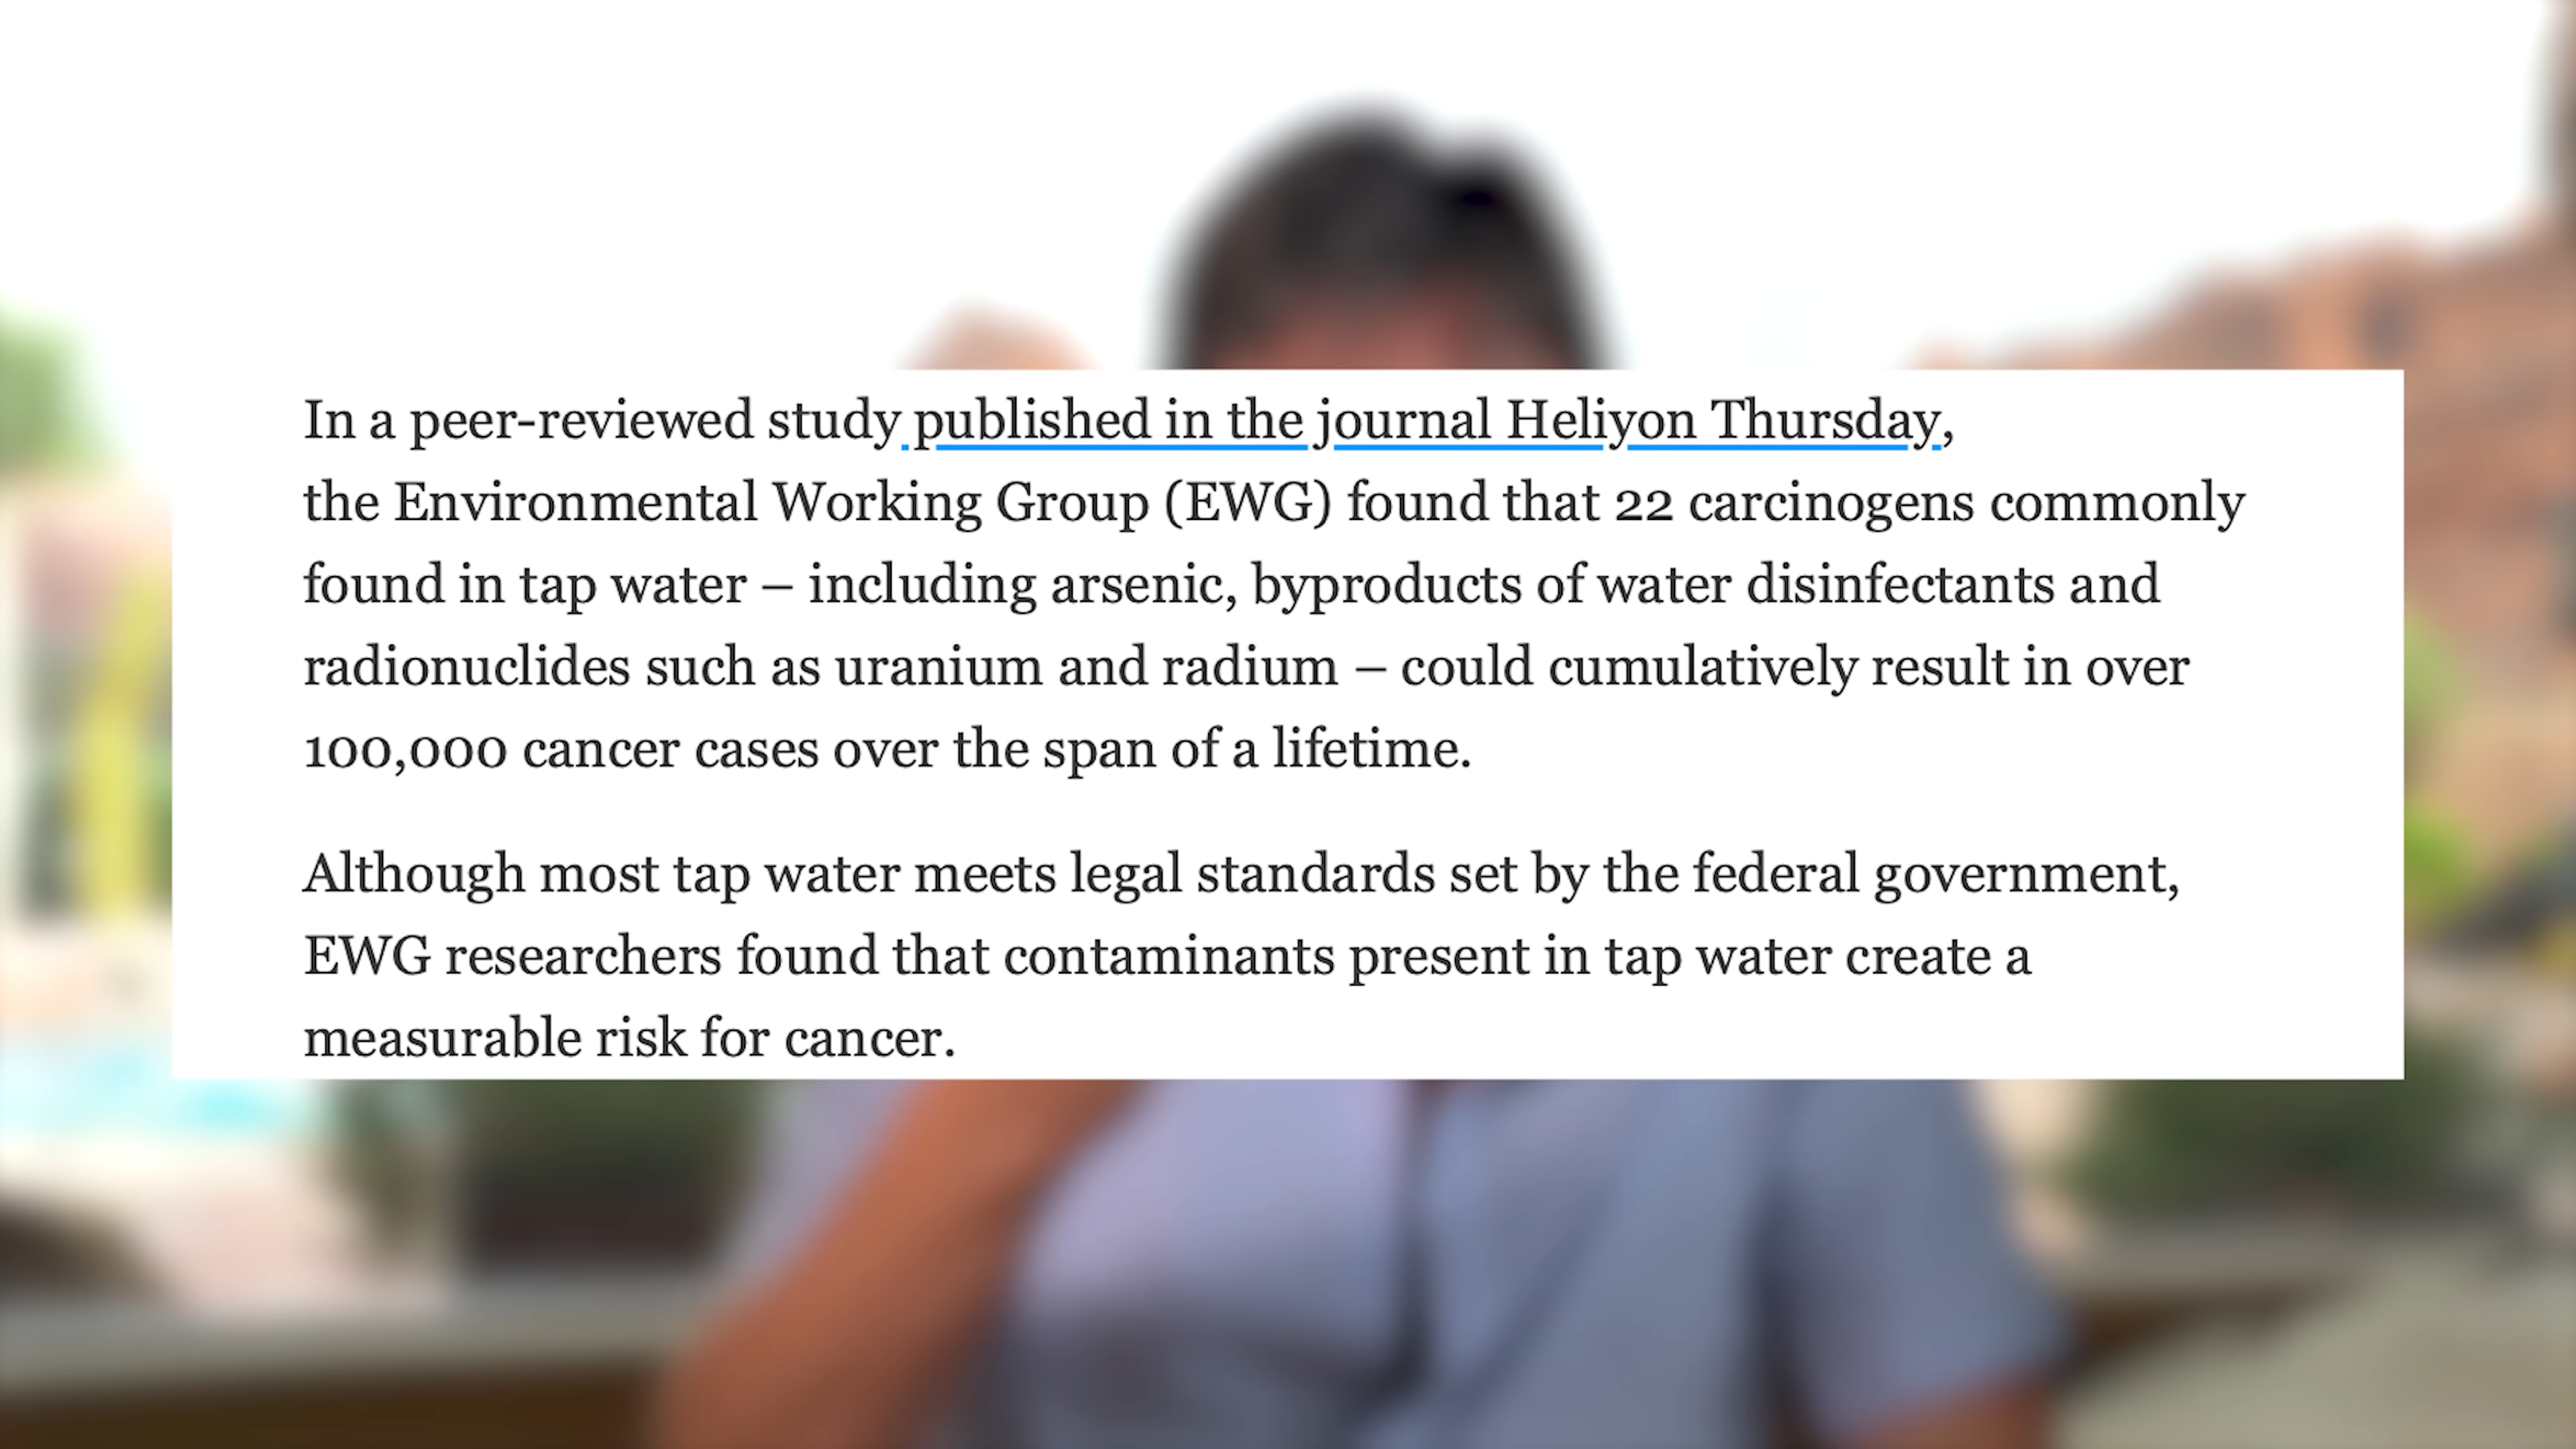 In a peer-reviewed study published in the journal Heliyon Thursday,
the Environmental Working Group (EWG) found that 22 carcinogens commonly
found in tap water – including arsenic, byproducts of water disinfectants and
radionuclides such as uranium and radium – could cumulatively result in over
100,000 cancer cases over the span of a lifetime.
Although most tap water meets legal standards set by the federal government,
EWG researchers found that contaminants present in tap water create a
measurable risk for cancer.